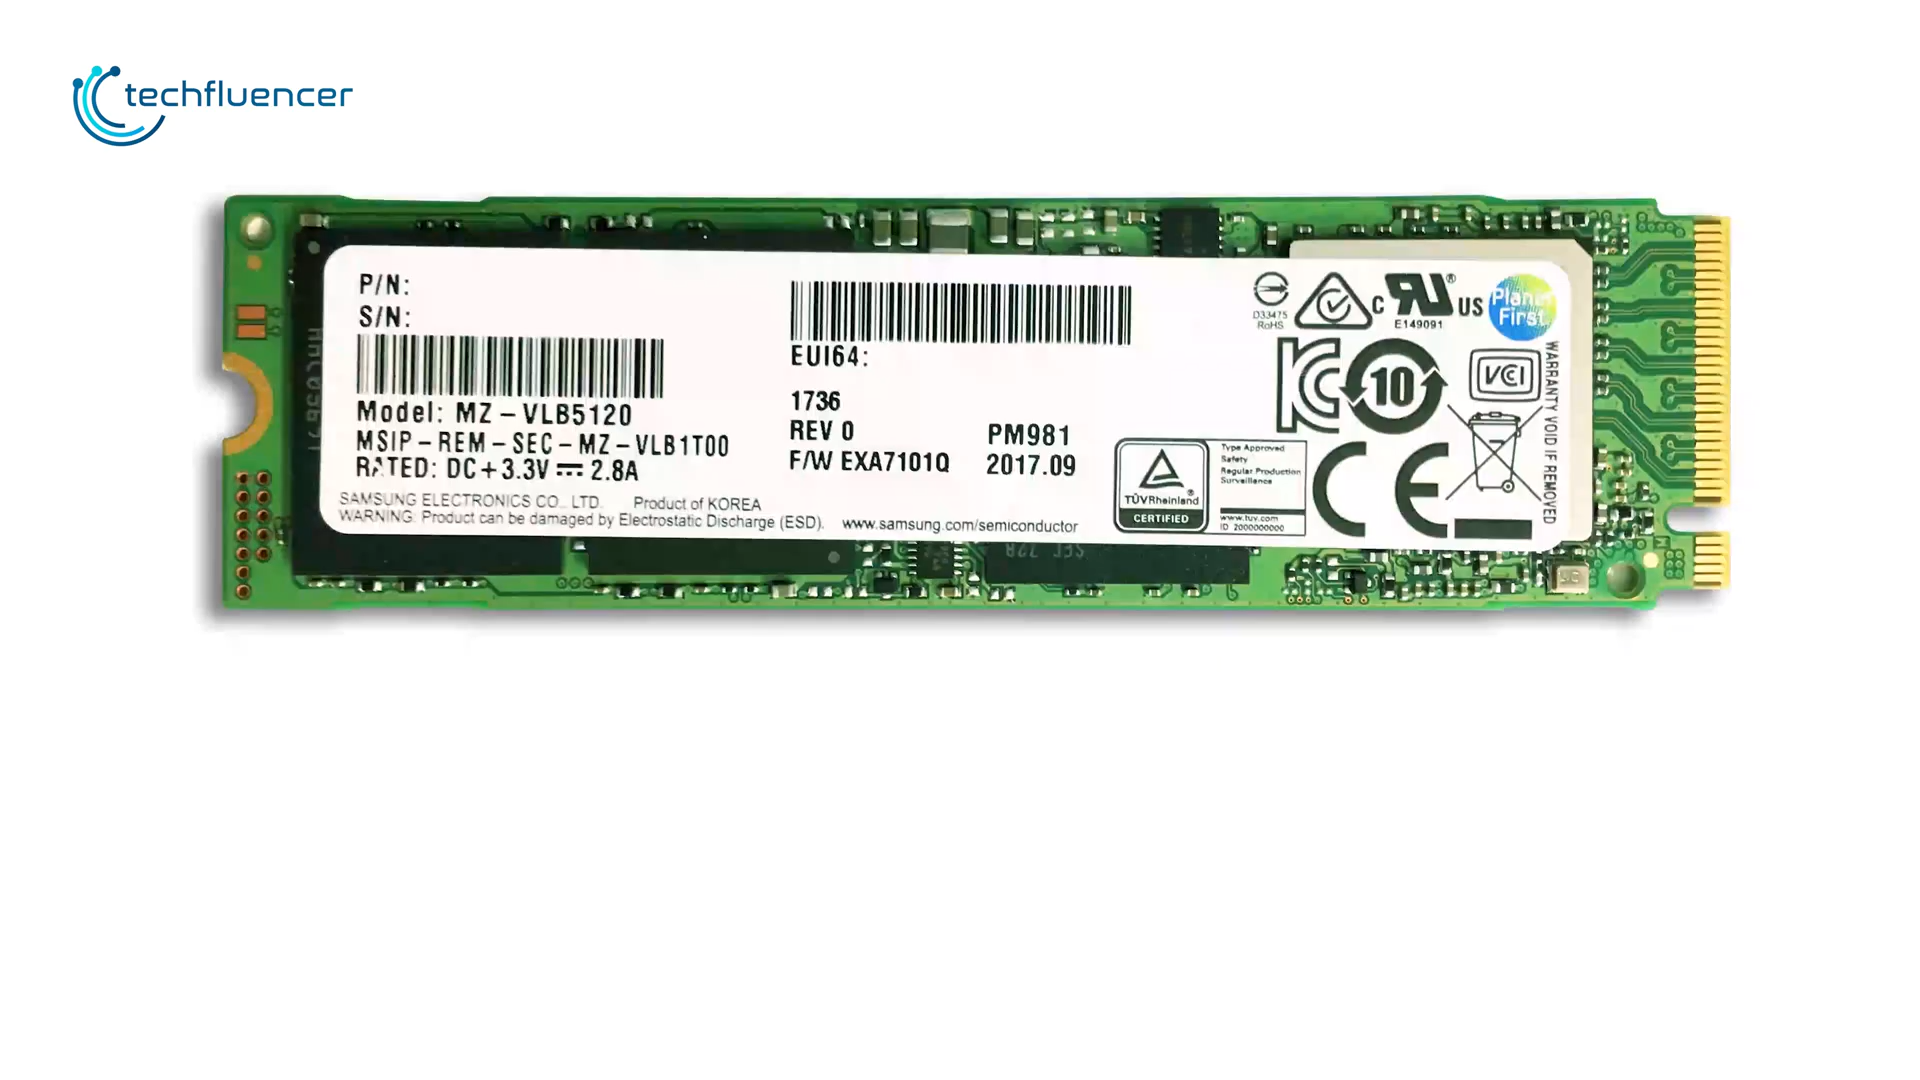 techfluencer
P/N:
S/N:
Model: MZ-VLB5120
MSIP-REM-SEC-MZ-VLB1T00
RATED: DC+3.3V ⎓ 2.8A
SAMSUNG ELECTRONICS CO., LTD. Product of KOREA
WARNING: Product can be damaged by Electrostatic Discharge (ESD). www.samsung.com/semiconductor
EUI64:
1736
REV 0
F/W EXA7101Q
PM981
2017.09
D33475
RoHS
C US
E149091
Planet
First
10
VCI
WARRANTY VOID IF REMOVED
TÜVRheinland
CERTIFIED
Type Approved
Safety
Regular Production
Surveillance
www.tuv.com
ID 2000000000
CE
SEC 728